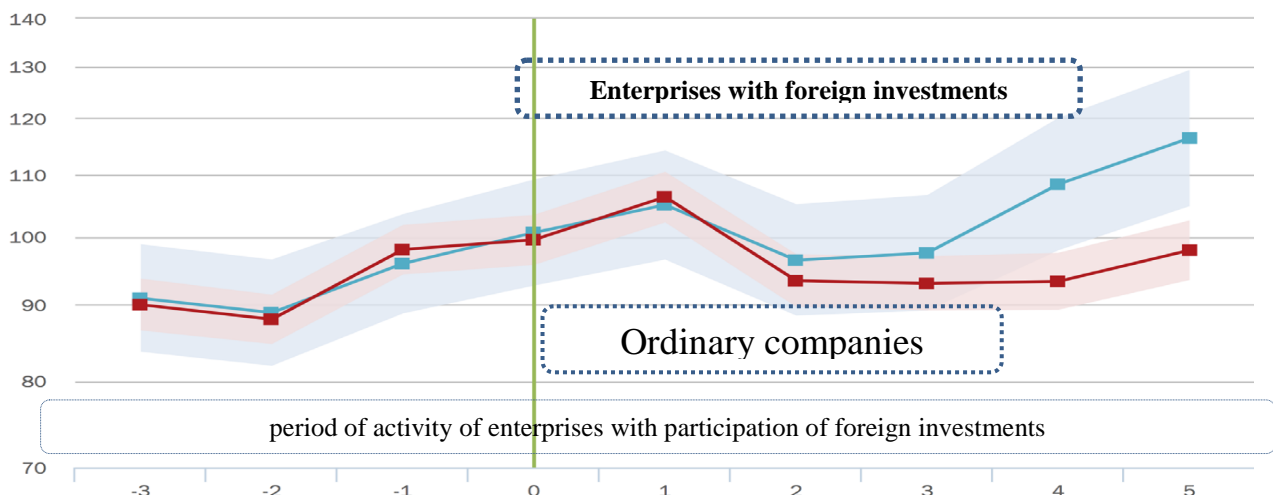 140
130
Enterprises with foreign investments
120
110
100
90
Ordinary companies
80
period of activity of enterprises with participation of foreign investments
70
-3 -2 -1 0 1 2 3 4 5